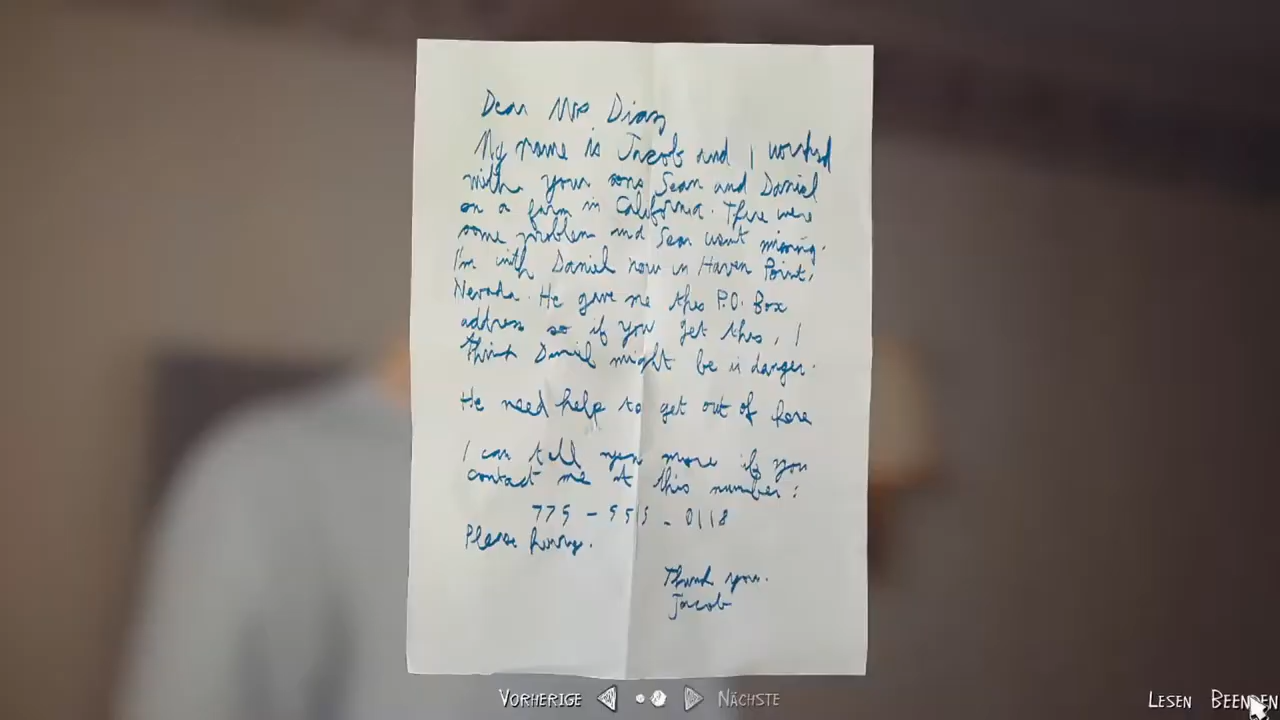 Dear Mrs Diaz
My name is Jacob and I worked
with your sons Sean and Daniel
on a farm in California. There were
some problem and Sean went missing.
I'm with Daniel now in Haven Point,
Nevada. He gave me this P.O. Box
address so if you get this, I
think Daniel might be in danger.
He need help to get out of here
I can tell you more if you
contact me at this number:
775-555-0118
Please hurry.
Thank you.
Jacob
VORHERIGE NÄCHSTE
LESEN BEENDEN